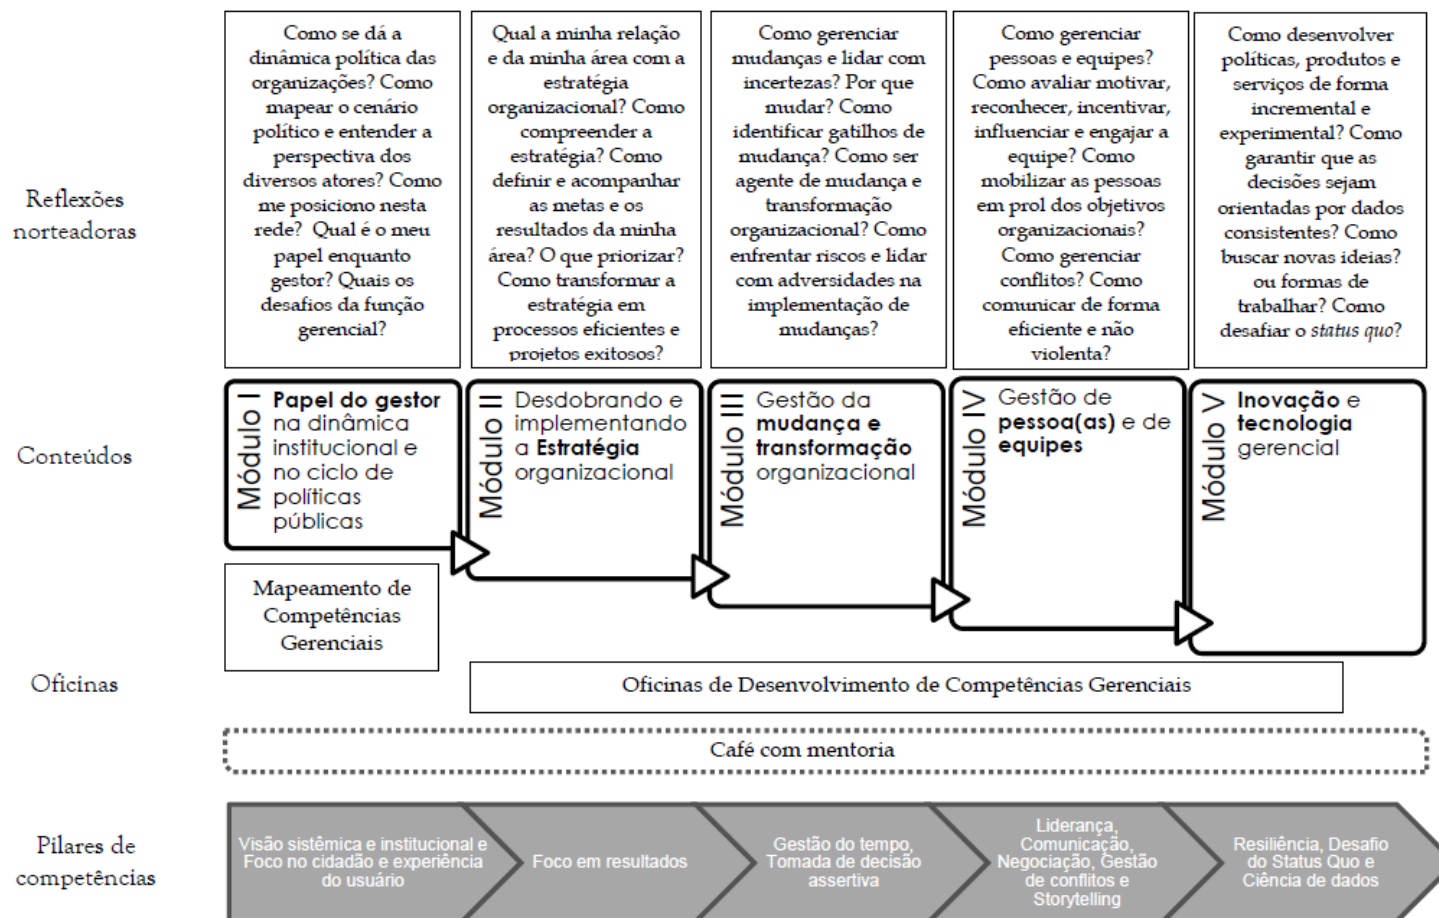 Reflexões
norteadoras
Como se dá a
dinâmica política das
organizações? Como
mapear o cenário
político e entender a
perspectiva dos
diversos atores? Como
me posiciono nesta
rede? Qual é o meu
papel enquanto
gestor? Quais os
desafios da função
gerencial?
Qual a minha relação
e da minha área com a
estratégia
organizacional? Como
compreender a
estratégia? Como
definir e acompanhar
as metas e os
resultados da minha
área? O que priorizar?
Como transformar a
estratégia em
processos eficientes e
projetos exitosos?
Como gerenciar
mudanças e lidar com
incertezas? Por que
mudar? Como
identificar gatilhos de
mudança? Como ser
agente de mudança e
transformação
organizacional? Como
enfrentar riscos e lidar
com adversidades na
implementação de
mudanças?
Como gerenciar
pessoas e equipes?
Como avaliar motivar,
reconhecer, incentivar,
influenciar e engajar a
equipe? Como
mobilizar as pessoas
em prol dos objetivos
organizacionais?
Como gerenciar
conflitos? Como
comunicar de forma
eficiente e não
violenta?
Como desenvolver
políticas, produtos e
serviços de forma
incremental e
experimental? Como
garantir que as
decisões sejam
orientadas por dados
consistentes? Como
buscar novas ideias?
ou formas de
trabalhar? Como
desafiar o status quo?
Conteúdos
Módulo I
Papel do gestor
na dinâmica
institucional e
no ciclo de
políticas
públicas
Módulo II
Desdobrando e
implementando
a Estratégia
organizacional
Módulo III
Gestão da
mudança e
transformação
organizacional
Módulo IV
Gestão de
pessoa(as) e de
equipes
Módulo V
Inovação e
tecnologia
gerencial
Oficinas
Mapeamento de
Competências
Gerenciais
Oficinas de Desenvolvimento de Competências Gerenciais
Café com mentoria
Pilares de
competências
Visão sistêmica e institucional e
Foco no cidadão e experiência
do usuário
Foco em resultados
Gestão do tempo,
Tomada de decisão
assertiva
Liderança,
Comunicação,
Negociação, Gestão
de conflitos e
Storytelling
Resiliência, Desafio
do Status Quo e
Ciência de dados